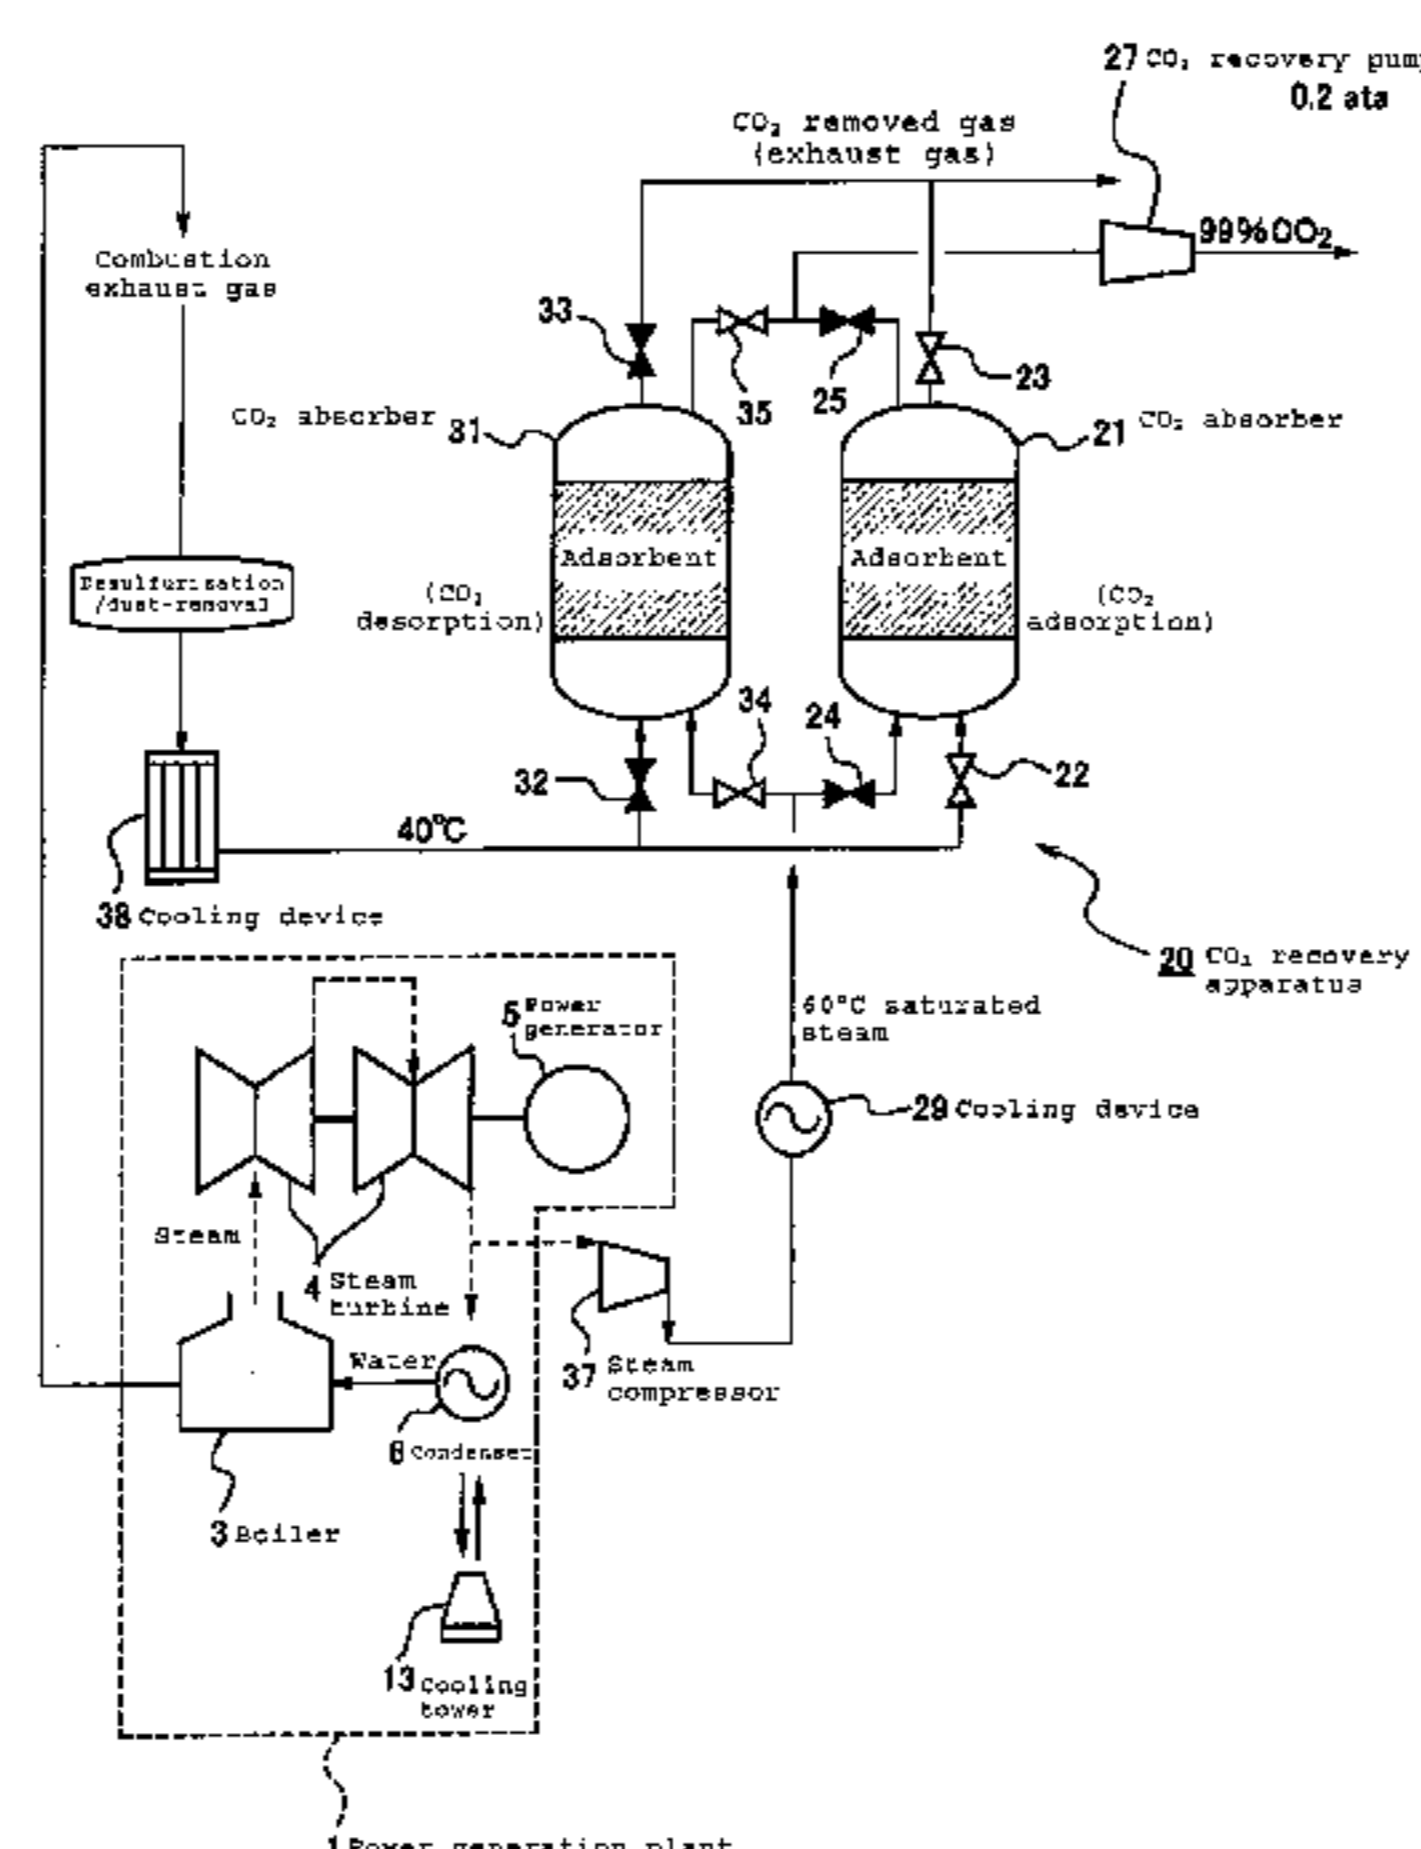 27 CO₂ recovery pump
0.2 ata
CO₂ removed gas
(exhaust gas)
99%CO₂
Combustion
exhaust gas
33
35
25
23
CO₂ absorber 31
21 CO₂ absorber
Adsorbent
Adsorbent
Desulfurisation
/dust-removal
(CO₂
desorption)
(CO₂
adsorption)
34
24
32
22
40°C
38 Cooling device
20 CO₂ recovery
apparatus
5 Power
generator
60°C saturated
steam
29 Cooling device
Steam
4 Steam
turbine
Water
37 Steam
compressor
6 Condenser
3 Boiler
13 Cooling
tower
1 Power generation plant